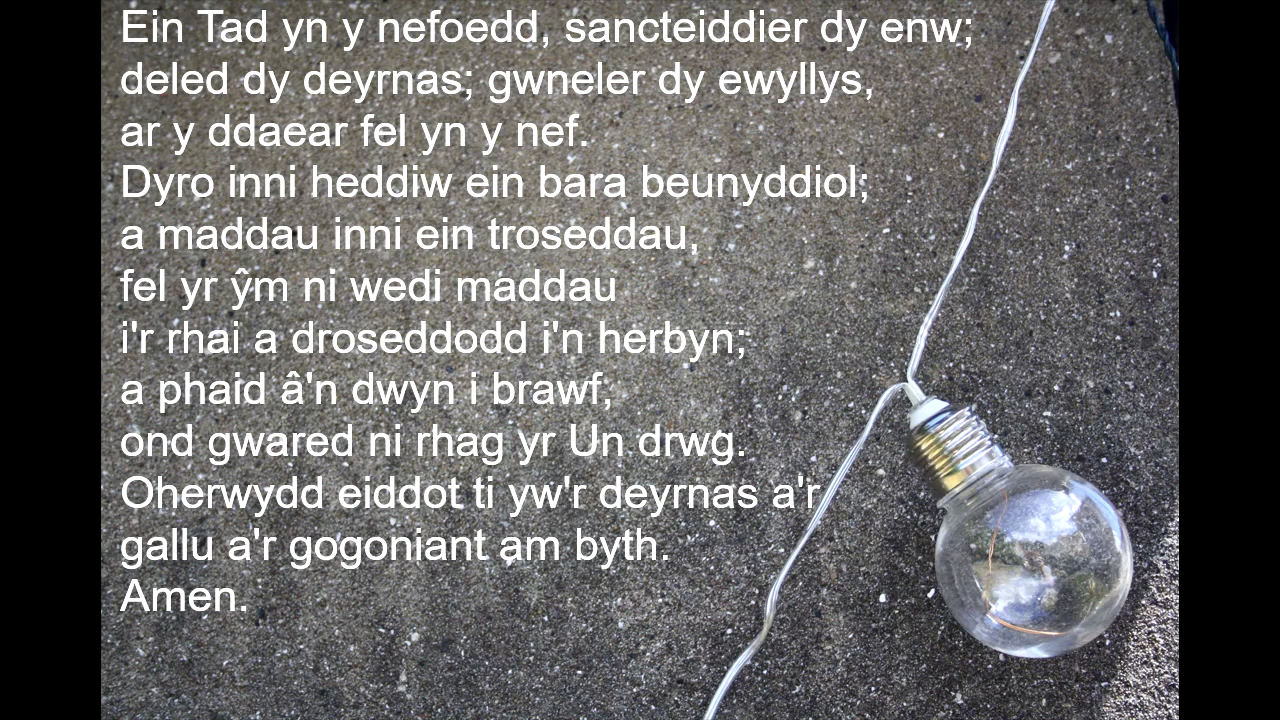 Ein Tad yn y nefoedd, sancteiddier dy enw;
deled dy deyrnas; gwneler dy ewyllys,
ar y ddaear fel yn y nef.
Dyro inni heddiw ein bara beunyddiol;
a maddau inni ein troseddau,
fel yr ŷm ni wedi maddau
i'r rhai a droseddodd i'n herbyn;
a phaid â'n dwyn i brawf,
ond gwared ni rhag yr Un drwg.
Oherwydd eiddot ti yw'r deyrnas a'r
gallu a'r gogoniant am byth.
Amen.